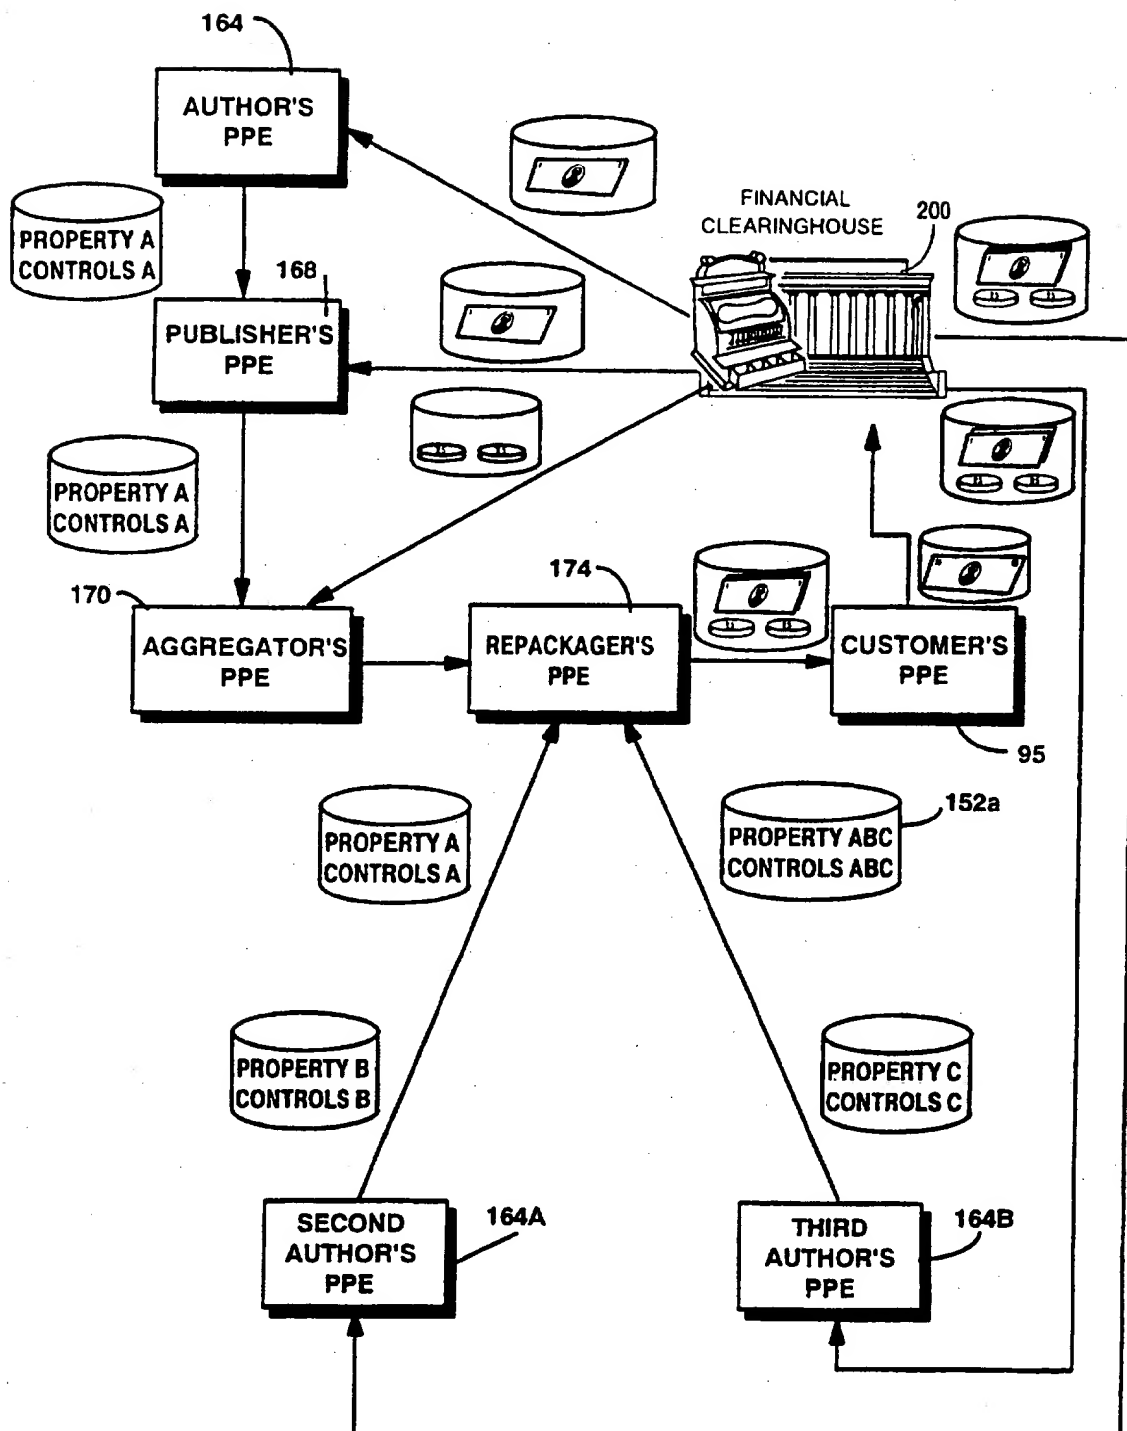 164
AUTHOR'S
PPE
FINANCIAL
CLEARINGHOUSE
200
PROPERTY A
CONTROLS A
168
PUBLISHER'S
PPE
PROPERTY A
CONTROLS A
170
AGGREGATOR'S
PPE
174
REPACKAGER'S
PPE
CUSTOMER'S
PPE
95
PROPERTY A
CONTROLS A
PROPERTY ABC
CONTROLS ABC
152a
PROPERTY B
CONTROLS B
PROPERTY C
CONTROLS C
SECOND
AUTHOR'S
PPE
164A
THIRD
AUTHOR'S
PPE
164B